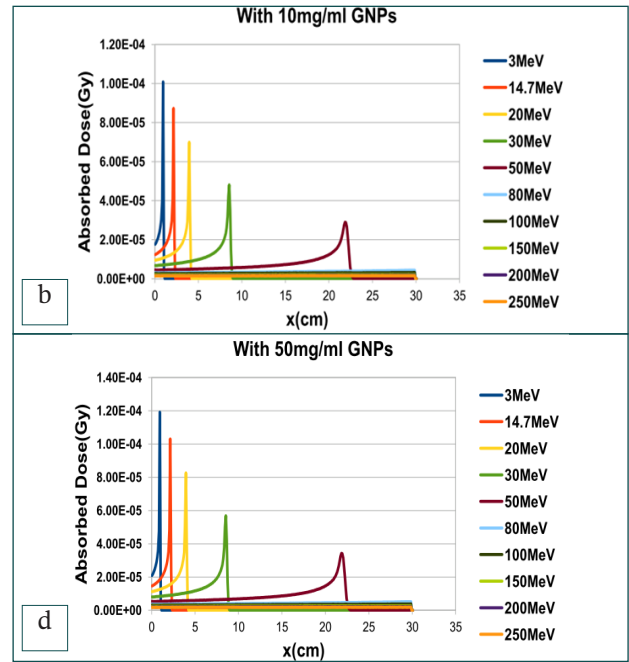 With 10mg/ml GNPs
1.20E-04
1.00E-04
8.00E-05
6.00E-05
4.00E-05
2.00E-05
0.00E+00
Absorbed Dose(Gy)
0 5 10 15 20 25 30 35
x(cm)
3MeV
14.7MeV
20MeV
30MeV
50MeV
80MeV
100MeV
150MeV
200MeV
250MeV
b
With 50mg/ml GNPs
1.40E-04
1.20E-04
1.00E-04
8.00E-05
6.00E-05
4.00E-05
2.00E-05
0.00E+00
Absorbed Dose(Gy)
0 5 10 15 20 25 30 35
x(cm)
3MeV
14.7MeV
20MeV
30MeV
50MeV
80MeV
100MeV
150MeV
200MeV
250MeV
d